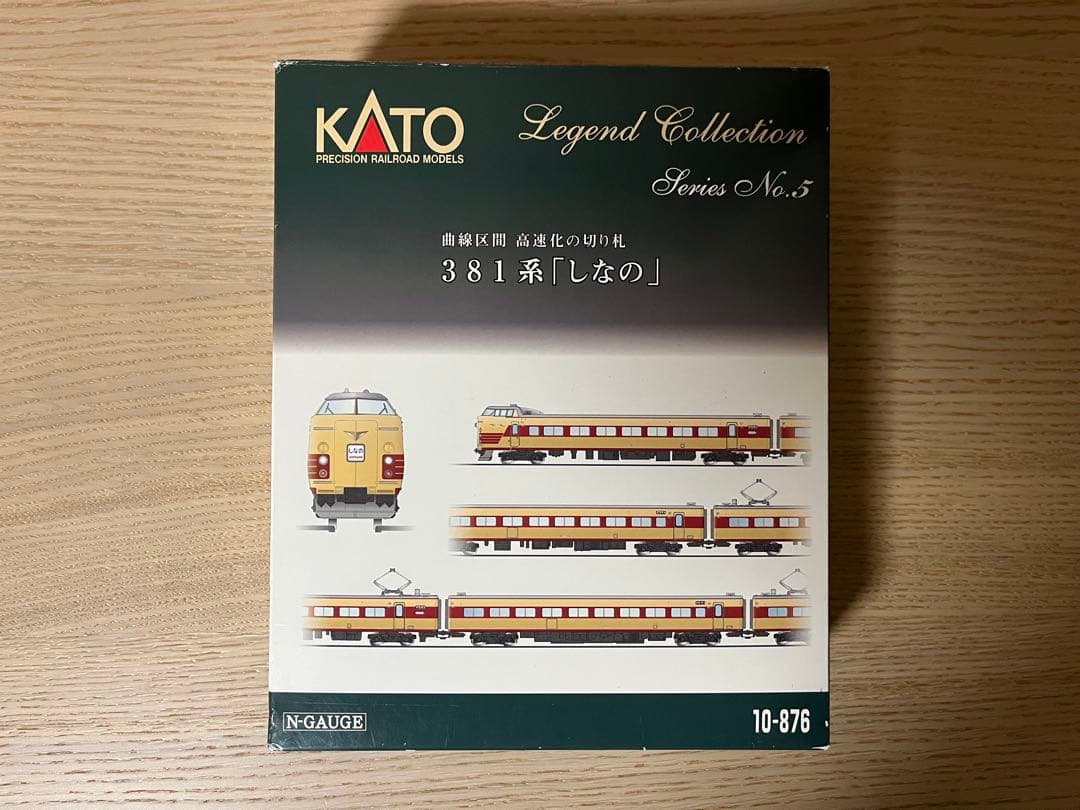 KATO
PRECISION RAILROAD MODELS
Legend Collection
Series No.5
曲線区間 高速化の切り札
381系「しなの」
しなの
N-GAUGE
10-876